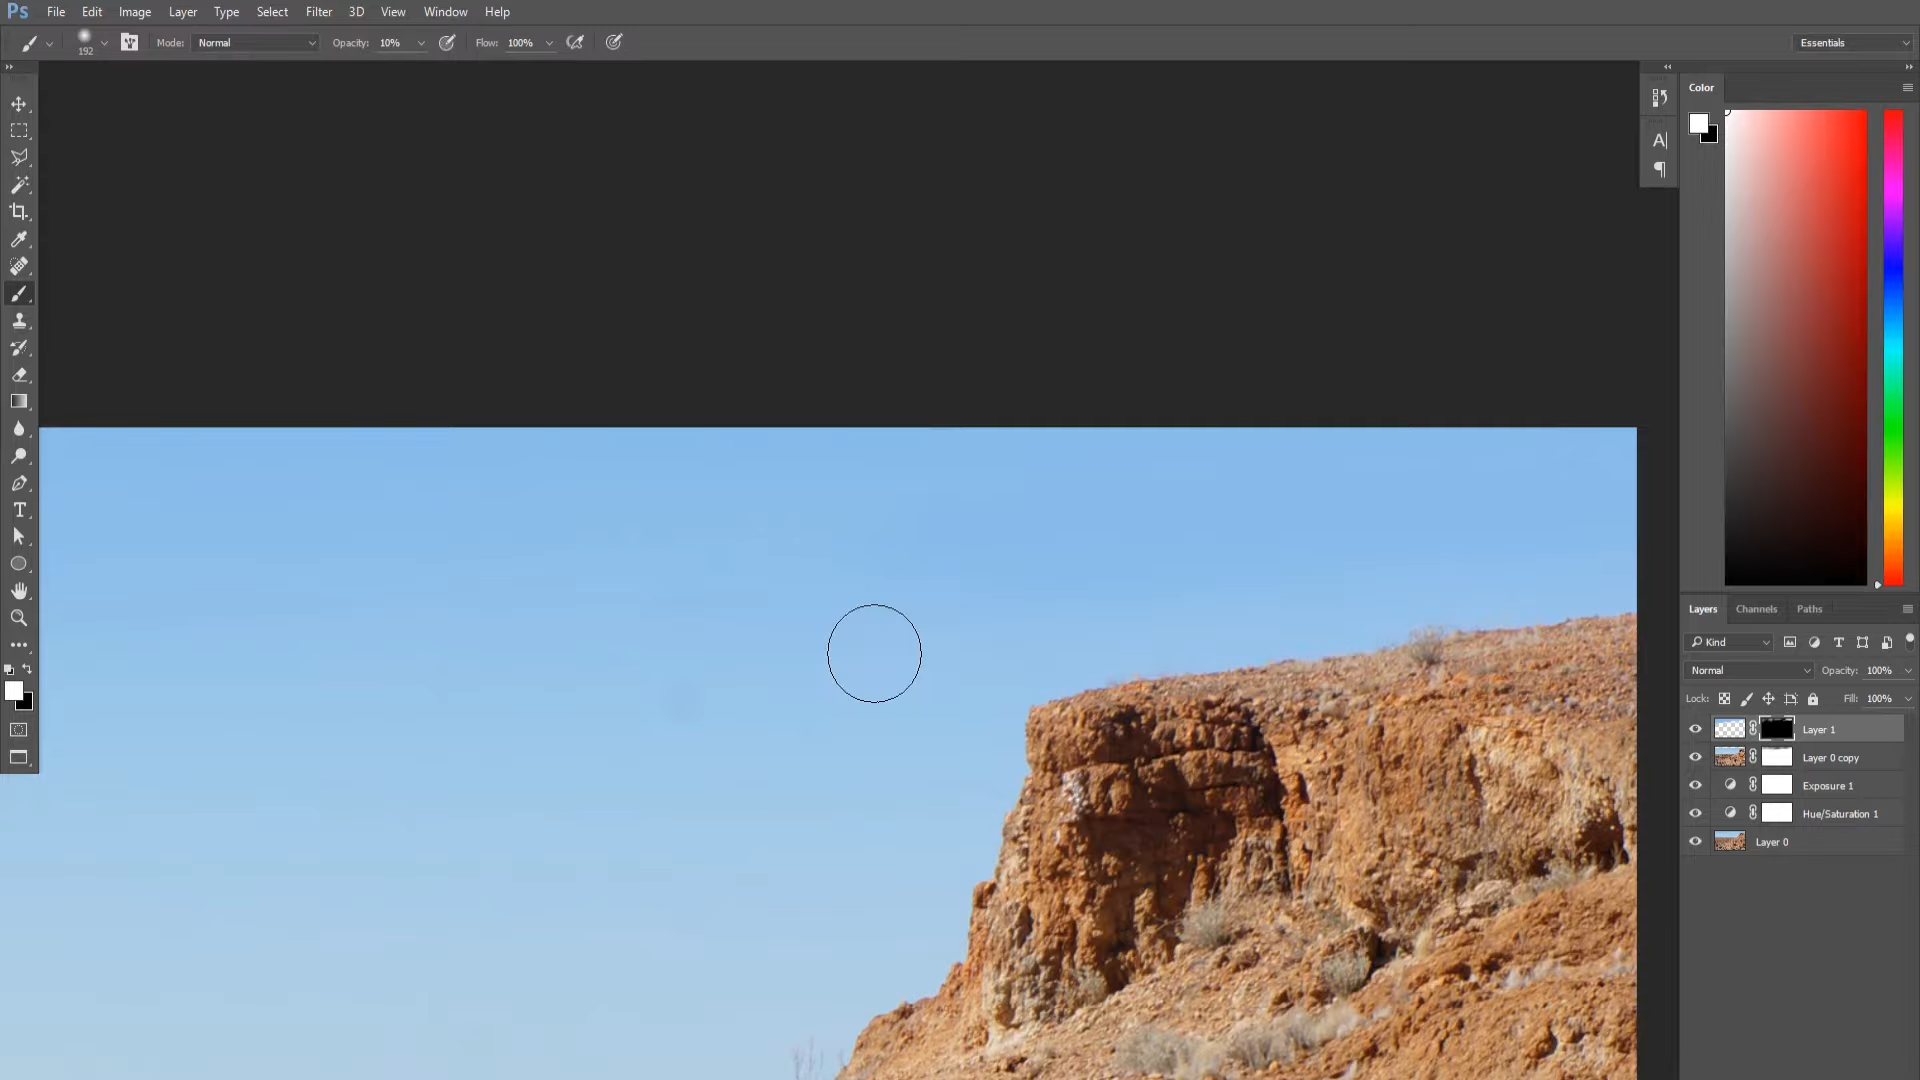 Ps File Edit Image Layer Type Select Filter 3D View Window Help
192 Mode: Normal Opacity: 10% Flow: 100% Essentials
Color
Layers Channels Paths
Kind
Normal Opacity: 100%
Lock: Fill: 100%
Layer 1
Layer 0 copy
Exposure 1
Hue/Saturation 1
Layer 0